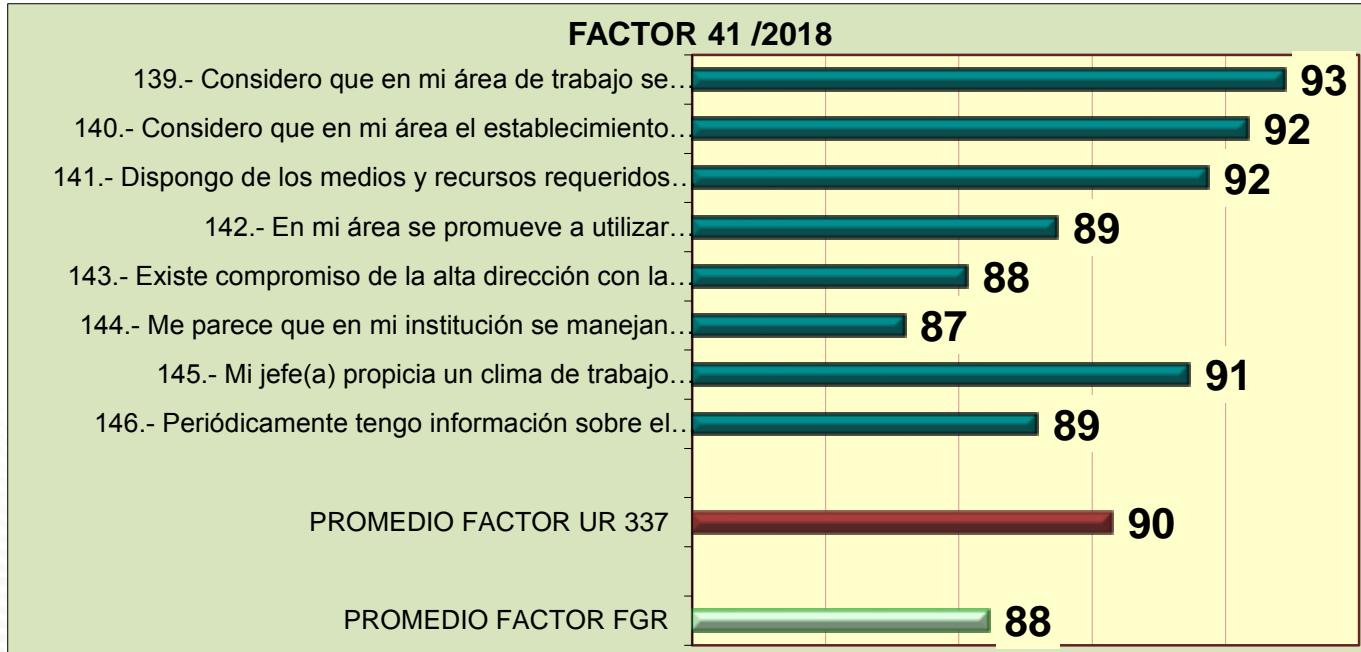 FACTOR 41 /2018
139.- Considero que en mi área de trabajo se… 93
140.- Considero que en mi área el establecimiento… 92
141.- Dispongo de los medios y recursos requeridos… 92
142.- En mi área se promueve a utilizar… 89
143.- Existe compromiso de la alta dirección con la… 88
144.- Me parece que en mi institución se manejan… 87
145.- Mi jefe(a) propicia un clima de trabajo… 91
146.- Periódicamente tengo información sobre el… 89
PROMEDIO FACTOR UR 337 90
PROMEDIO FACTOR FGR 88